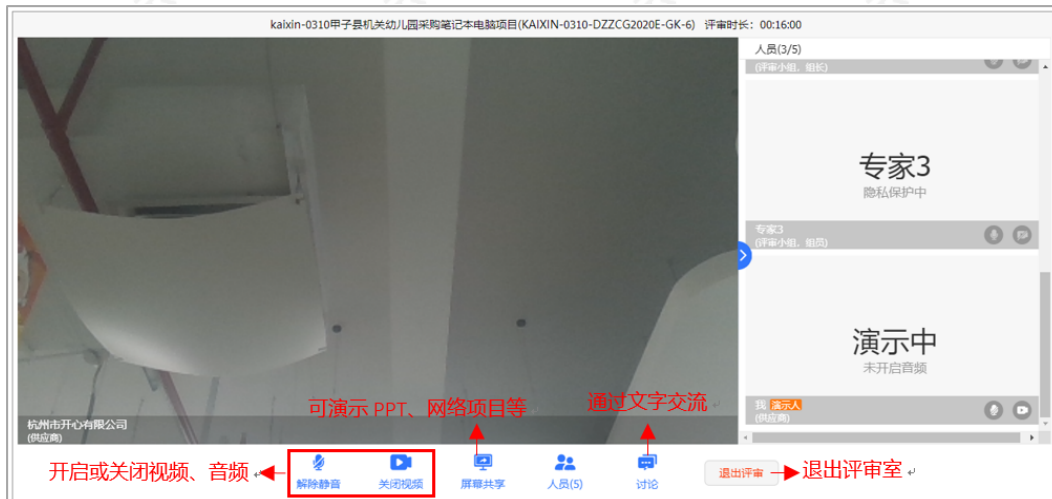 kaixin-0310甲子县机关幼儿园采购笔记本电脑项目(KAIXIN-0310-DZZCG2020E-GK-6) 评审时长：00:16:00
人员(3/5)
(评审小组，组长)
专家3
隐私保护中
专家3
(评审小组，组员)
演示中
未开启音频
我 演示人
(供应商)
杭州市开心有限公司
(供应商)
可演示 PPT、网络项目等
通过文字交流
开启或关闭视频、音频
解除静音
关闭视频
屏幕共享
人员(5)
讨论
退出评审
退出评审室